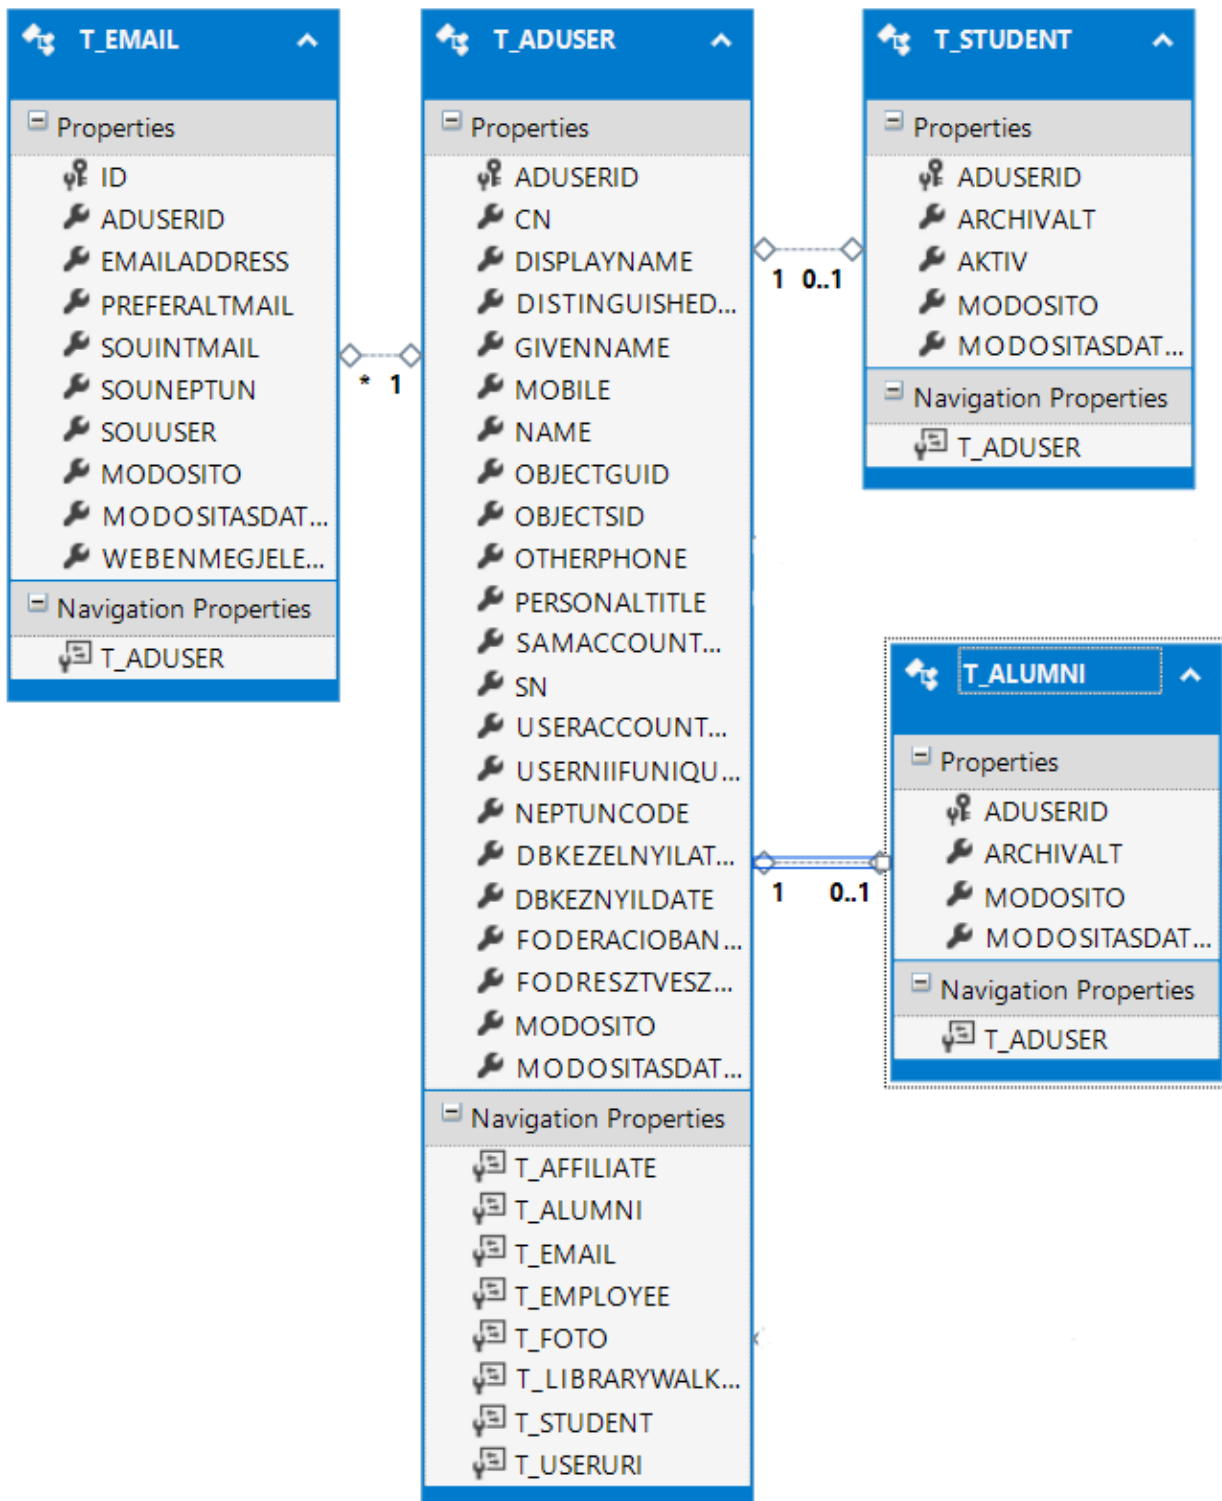 T_EMAIL
Properties
ID
ADUSERID
EMAILADDRESS
PREFERALTMAIL
SOUINTMAIL
SOUNEPTUN
SOUUSER
MODOSITO
MODOSITASDAT...
WEBENMEGJELE...
Navigation Properties
T_ADUSER
* 1
T_ADUSER
Properties
ADUSERID
CN
DISPLAYNAME
DISTINGUISHED...
GIVENNAME
MOBILE
NAME
OBJECTGUID
OBJECTSID
OTHERPHONE
PERSONALTITLE
SAMACCOUNT...
SN
USERACCOUNT...
USERNIIFUNIQU...
NEPTUNCODE
DBKEZELNYILAT...
DBKEZNYILDATE
FODERACIOBAN...
FODRESZTVESZ...
MODOSITO
MODOSITASDAT...
Navigation Properties
T_AFFILIATE
T_ALUMNI
T_EMAIL
T_EMPLOYEE
T_FOTO
T_LIBRARYWALK...
T_STUDENT
T_USERURI
1 0..1
T_STUDENT
Properties
ADUSERID
ARCHIVALT
AKTIV
MODOSITO
MODOSITASDAT...
Navigation Properties
T_ADUSER
1 0..1
T_ALUMNI
Properties
ADUSERID
ARCHIVALT
MODOSITO
MODOSITASDAT...
Navigation Properties
T_ADUSER